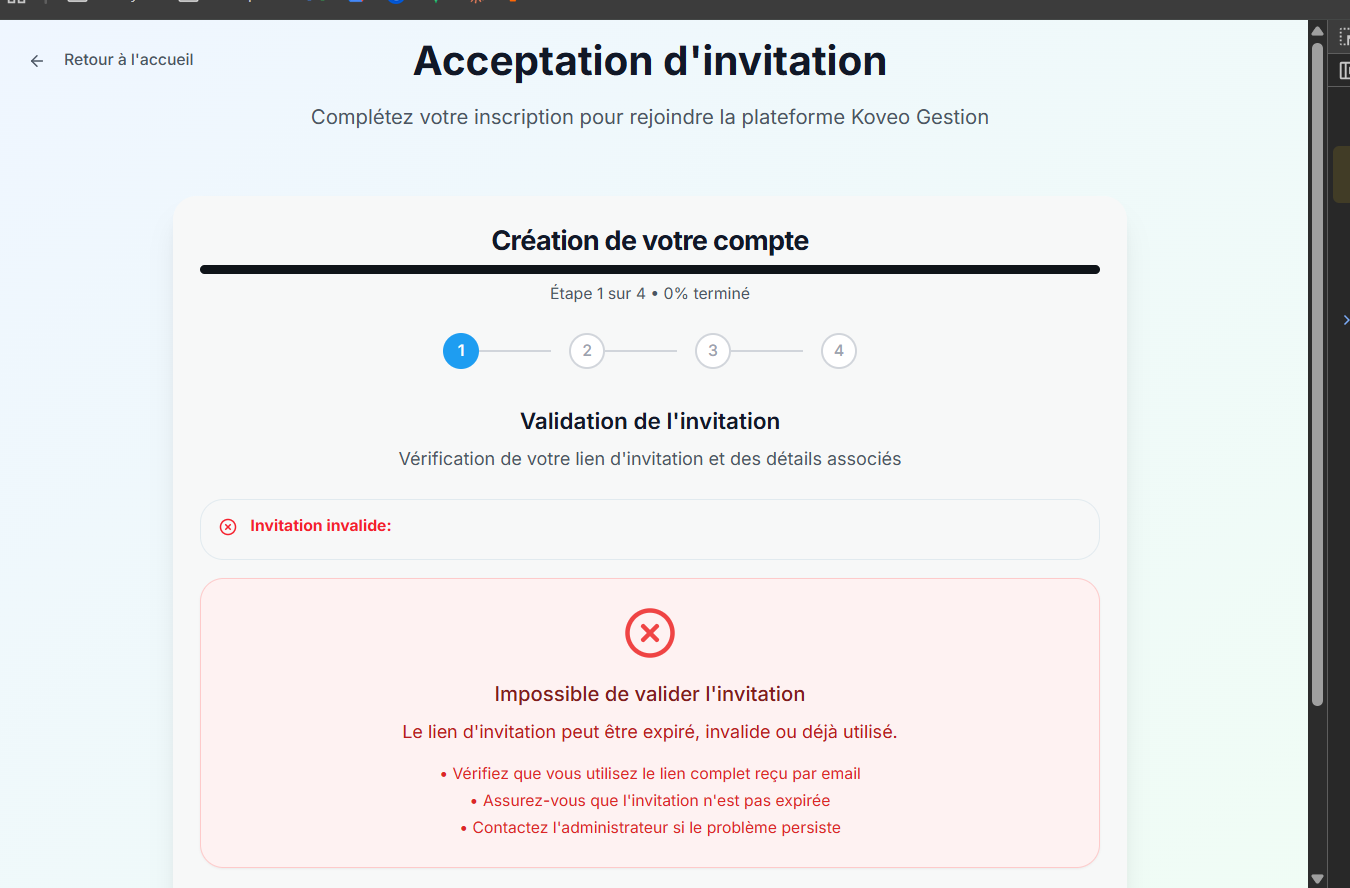 Retour à l'accueil
Acceptation d'invitation
Complétez votre inscription pour rejoindre la plateforme Koveo Gestion
Création de votre compte
Étape 1 sur 4 • 0% terminé
1 2 3 4
Validation de l'invitation
Vérification de votre lien d'invitation et des détails associés
Invitation invalide:
Impossible de valider l'invitation
Le lien d'invitation peut être expiré, invalide ou déjà utilisé.
• Vérifiez que vous utilisez le lien complet reçu par email
• Assurez-vous que l'invitation n'est pas expirée
• Contactez l'administrateur si le problème persiste